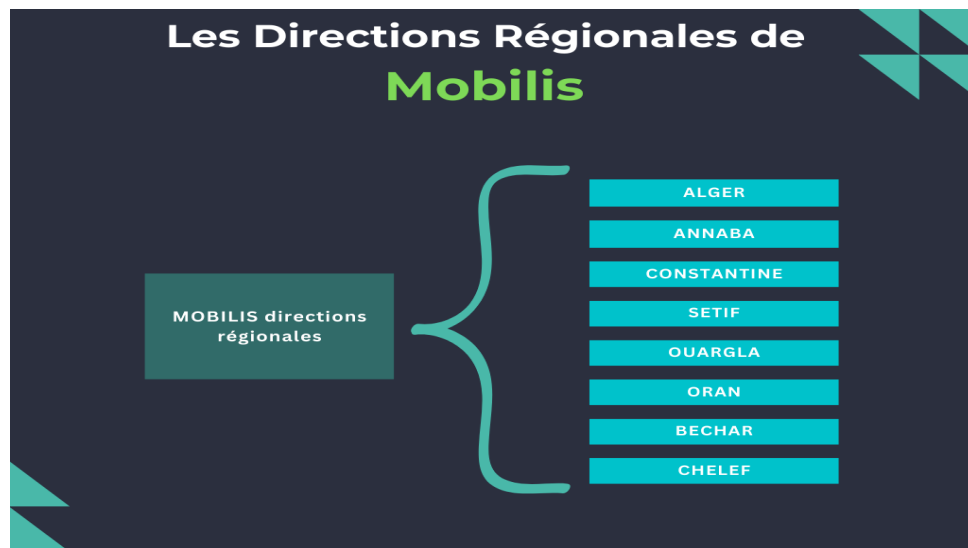 Les Directions Régionales de
Mobilis
MOBILIS directions
régionales
ALGER
ANNABA
CONSTANTINE
SETIF
OUARGLA
ORAN
BECHAR
CHELEF